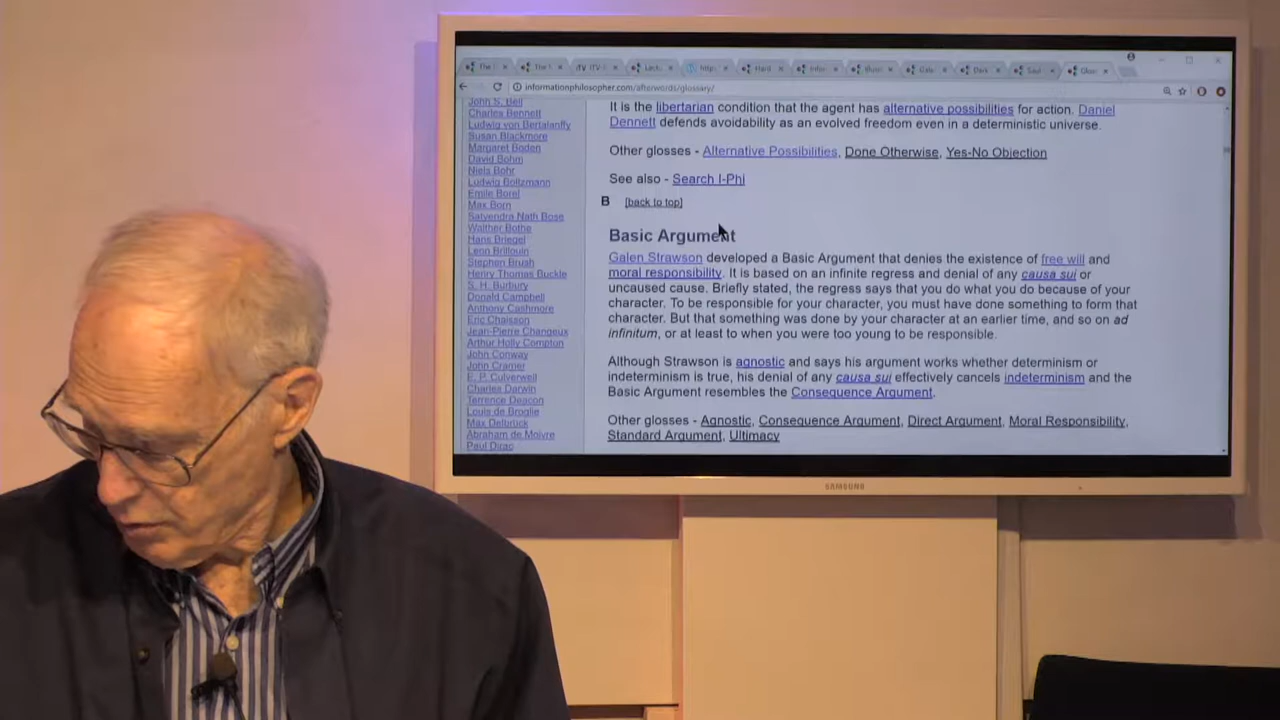 informationphilosopher.com/afterwords/glossary/
John S. Bell
Charles Bennett
Ludwig von Bertalanffy
Susan Blackmore
Margaret Boden
David Bohm
Niels Bohr
Ludwig Boltzmann
Emile Borel
Max Born
Satyendra Nath Bose
Walther Bothe
Hans Briegel
Leon Brillouin
Stephen Brush
Henry Thomas Buckle
S. H. Burbury
Donald Campbell
Anthony Cashmore
Eric Chaisson
Jean-Pierre Changeux
Arthur Holly Compton
John Conway
John Cramer
E. P. Culverwell
Charles Darwin
Terrence Deacon
Louis de Broglie
Max Delbrück
Abraham de Moivre
Paul Dirac
It is the libertarian condition that the agent has alternative possibilities for action. Daniel
Dennett defends avoidability as an evolved freedom even in a deterministic universe.
Other glosses - Alternative Possibilities, Done Otherwise, Yes-No Objection
See also - Search I-Phi
B [back to top]
Basic Argument
Galen Strawson developed a Basic Argument that denies the existence of free will and
moral responsibility. It is based on an infinite regress and denial of any causa sui or
uncaused cause. Briefly stated, the regress says that you do what you do because of your
character. To be responsible for your character, you must have done something to form that
character. But that something was done by your character at an earlier time, and so on ad
infinitum, or at least to when you were too young to be responsible.
Although Strawson is agnostic and says his argument works whether determinism or
indeterminism is true, his denial of any causa sui effectively cancels indeterminism and the
Basic Argument resembles the Consequence Argument.
Other glosses - Agnostic, Consequence Argument, Direct Argument, Moral Responsibility,
Standard Argument, Ultimacy
SAMSUNG